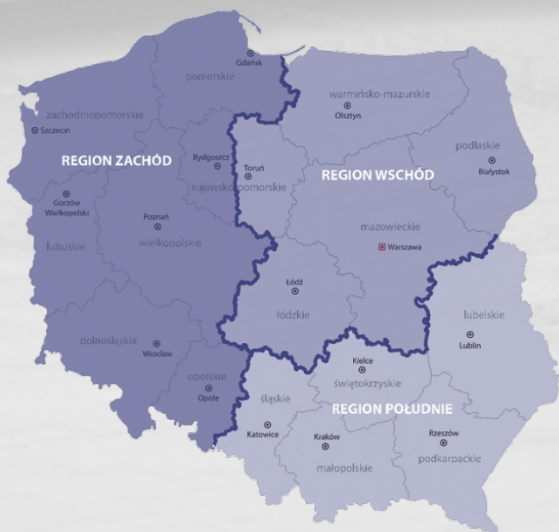 Gdańsk
pomorskie
warmińsko-mazurskie
Olsztyn
zachodniopomorskie
Szczecin
podlaskie
Białystok
REGION ZACHÓD
Bydgoszcz
Toruń
kujawsko-pomorskie
REGION WSCHÓD
Gorzów
Wielkopolski
Poznań
wielkopolskie
lubuskie
mazowieckie
Warszawa
Łódź
łódzkie
lubelskie
Lublin
dolnośląskie
Wrocław
opolskie
Opole
Kielce
świętokrzyskie
śląskie
Katowice
REGION POŁUDNIE
Kraków
małopolskie
Rzeszów
podkarpackie